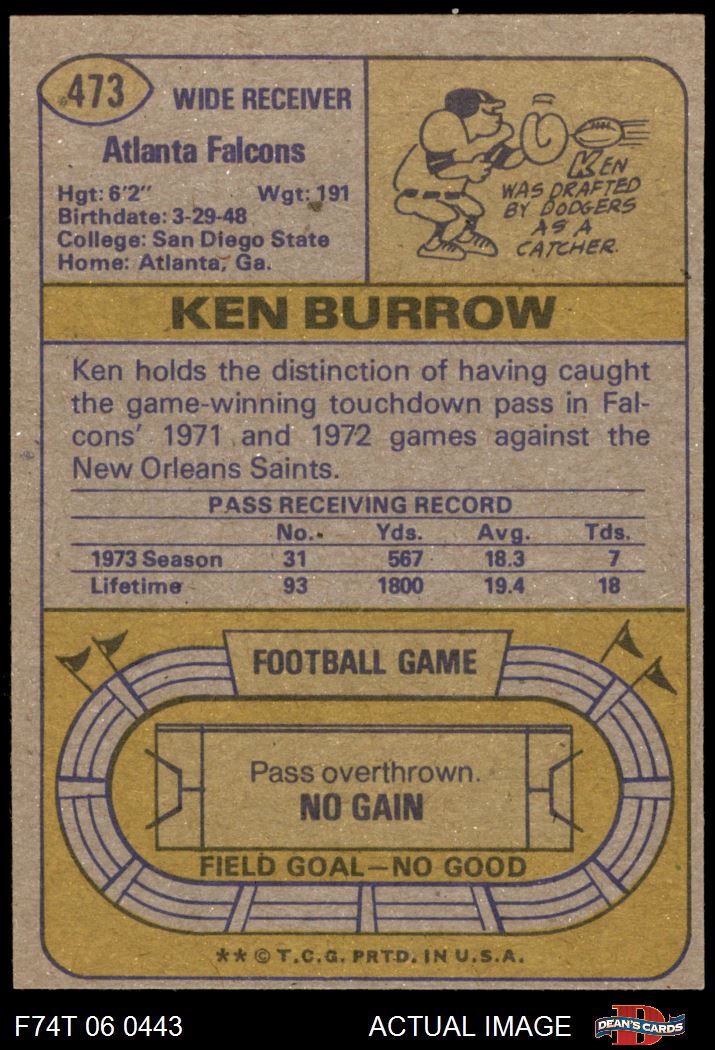 473
WIDE RECEIVER
Atlanta Falcons
Hgt: 6'2" Wgt: 191
Birthdate: 3-29-48
College: San Diego State
Home: Atlanta, Ga.
KEN
WAS DRAFTED
BY DODGERS
AS A
CATCHER.
KEN BURROW
Ken holds the distinction of having caught
the game-winning touchdown pass in Fal-
cons' 1971 and 1972 games against the
New Orleans Saints.
PASS RECEIVING RECORD
No. Yds. Avg. Tds.
1973 Season 31 567 18.3 7
Lifetime 93 1800 19.4 18
FOOTBALL GAME
Pass overthrown.
NO GAIN
FIELD GOAL—NO GOOD
** © T.C.G. PRTD. IN U.S.A.
F74T 06 0443 ACTUAL IMAGE
D
DEAN'S CARDS